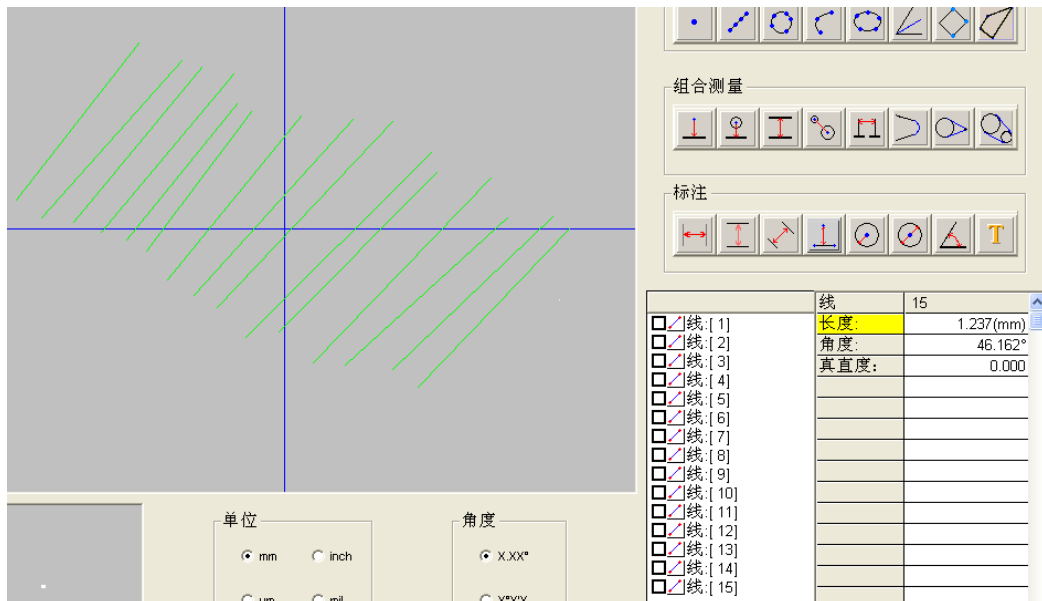 组合测量
标注
T
线 15
线:[ 1]
长度: 1.237(mm)
线:[ 2]
角度: 46.162°
线:[ 3]
真直度: 0.000
线:[ 4]
线:[ 5]
线:[ 6]
线:[ 7]
线:[ 8]
线:[ 9]
线:[ 10]
线:[ 11]
线:[ 12]
线:[ 13]
线:[ 14]
线:[ 15]
单位
角度
mm
inch
X.XX°
um
mil
X°Y'Y